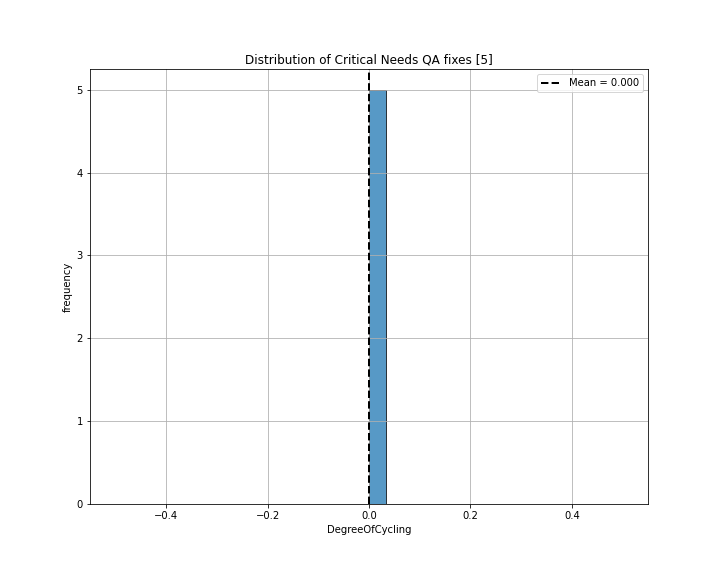 Distribution of Critical Needs QA fixes [5]
Mean = 0.000
5
4
3
2
1
0
frequency
−0.4 −0.2 0.0 0.2 0.4
DegreeOfCycling